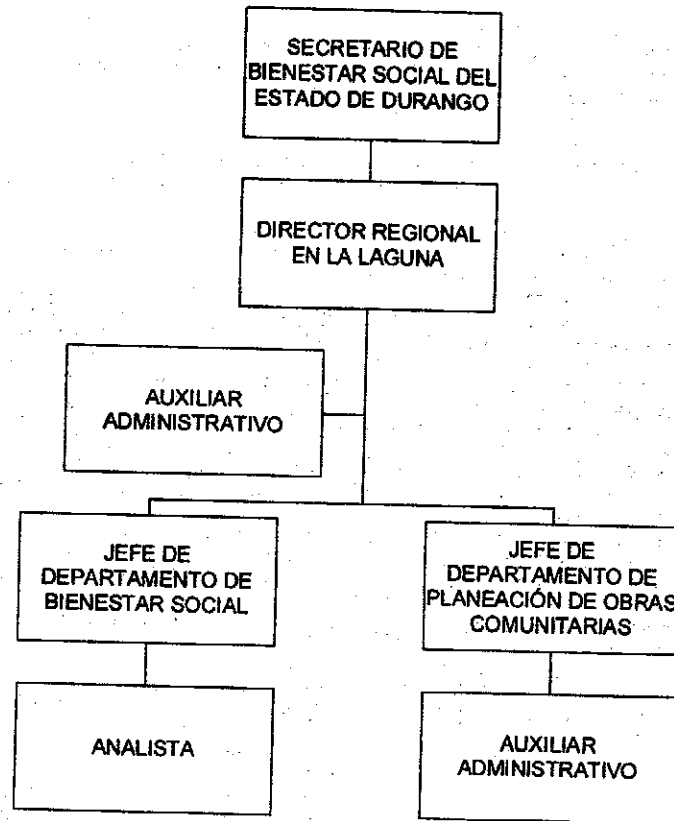 SECRETARIO DE
BIENESTAR SOCIAL DEL
ESTADO DE DURANGO
DIRECTOR REGIONAL
EN LA LAGUNA
AUXILIAR
ADMINISTRATIVO
JEFE DE
DEPARTAMENTO DE
BIENESTAR SOCIAL
JEFE DE
DEPARTAMENTO DE
PLANEACIÓN DE OBRAS
COMUNITARIAS
ANALISTA
AUXILIAR
ADMINISTRATIVO